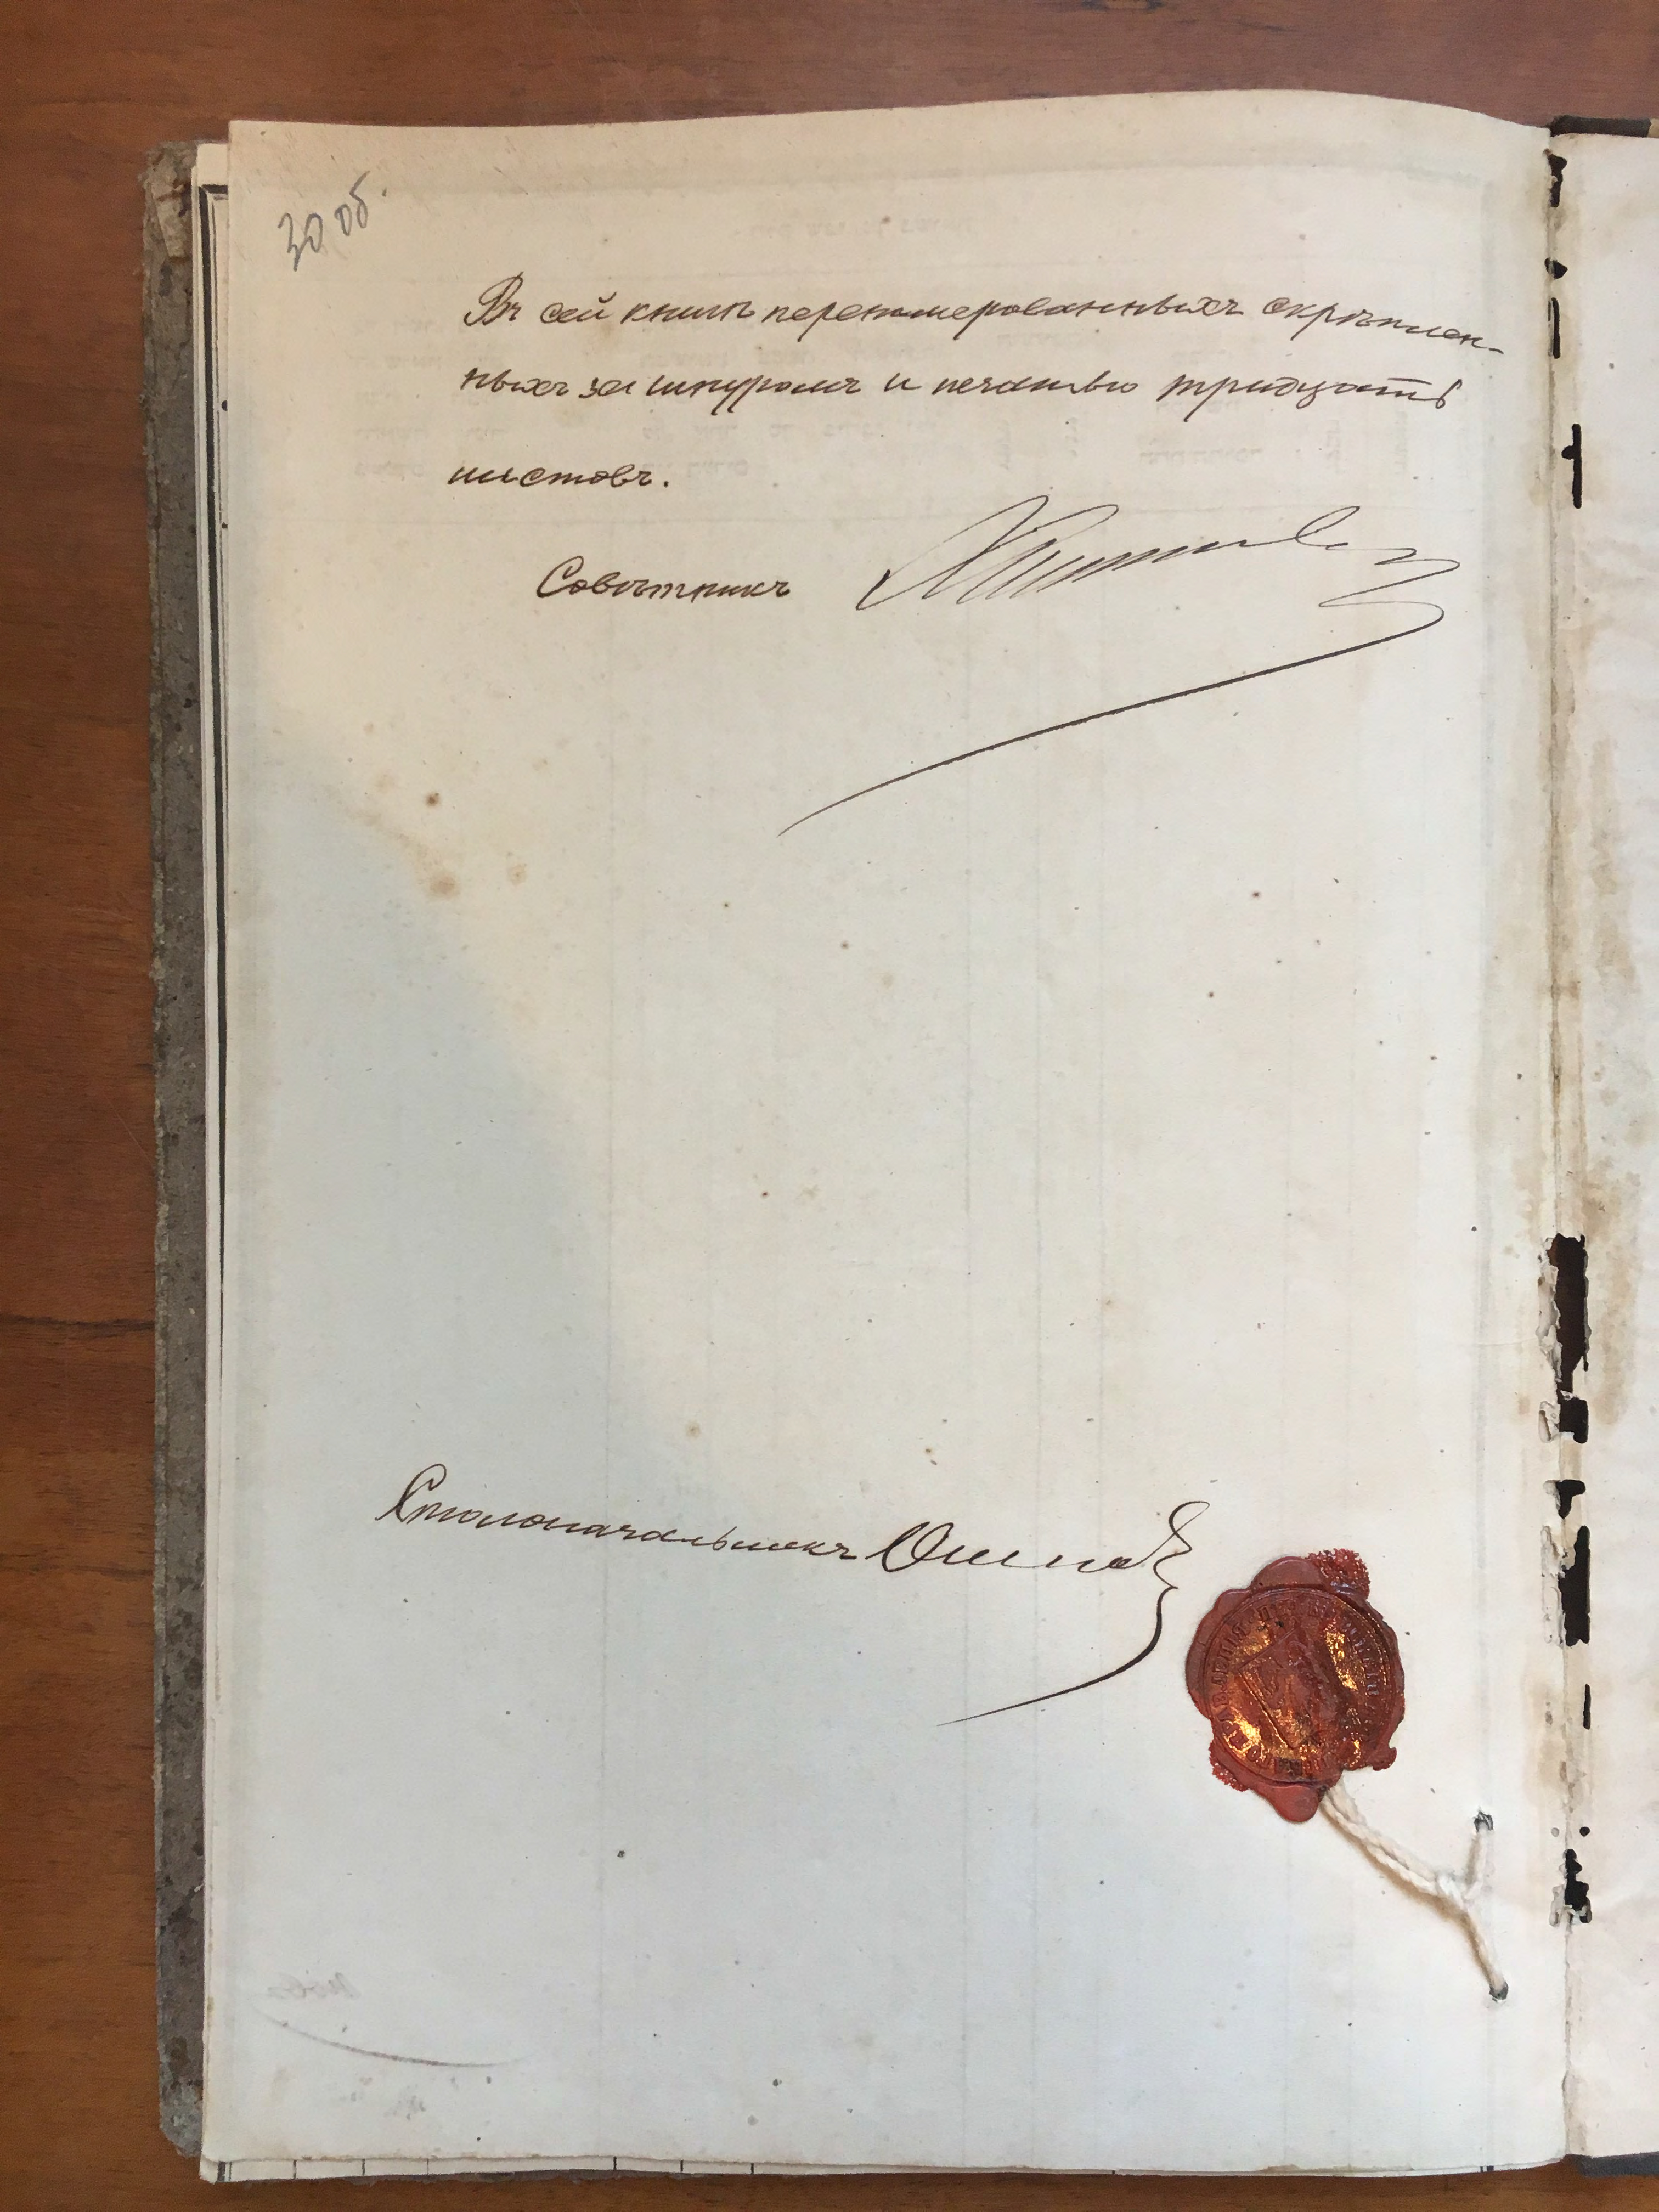 30 об.
Въ сей книгѣ перенумерованныхъ скрѣплен-
ныхъ за шнуромъ и печатью тридцать
листовъ.
Совѣтникъ
Столоначальникъ